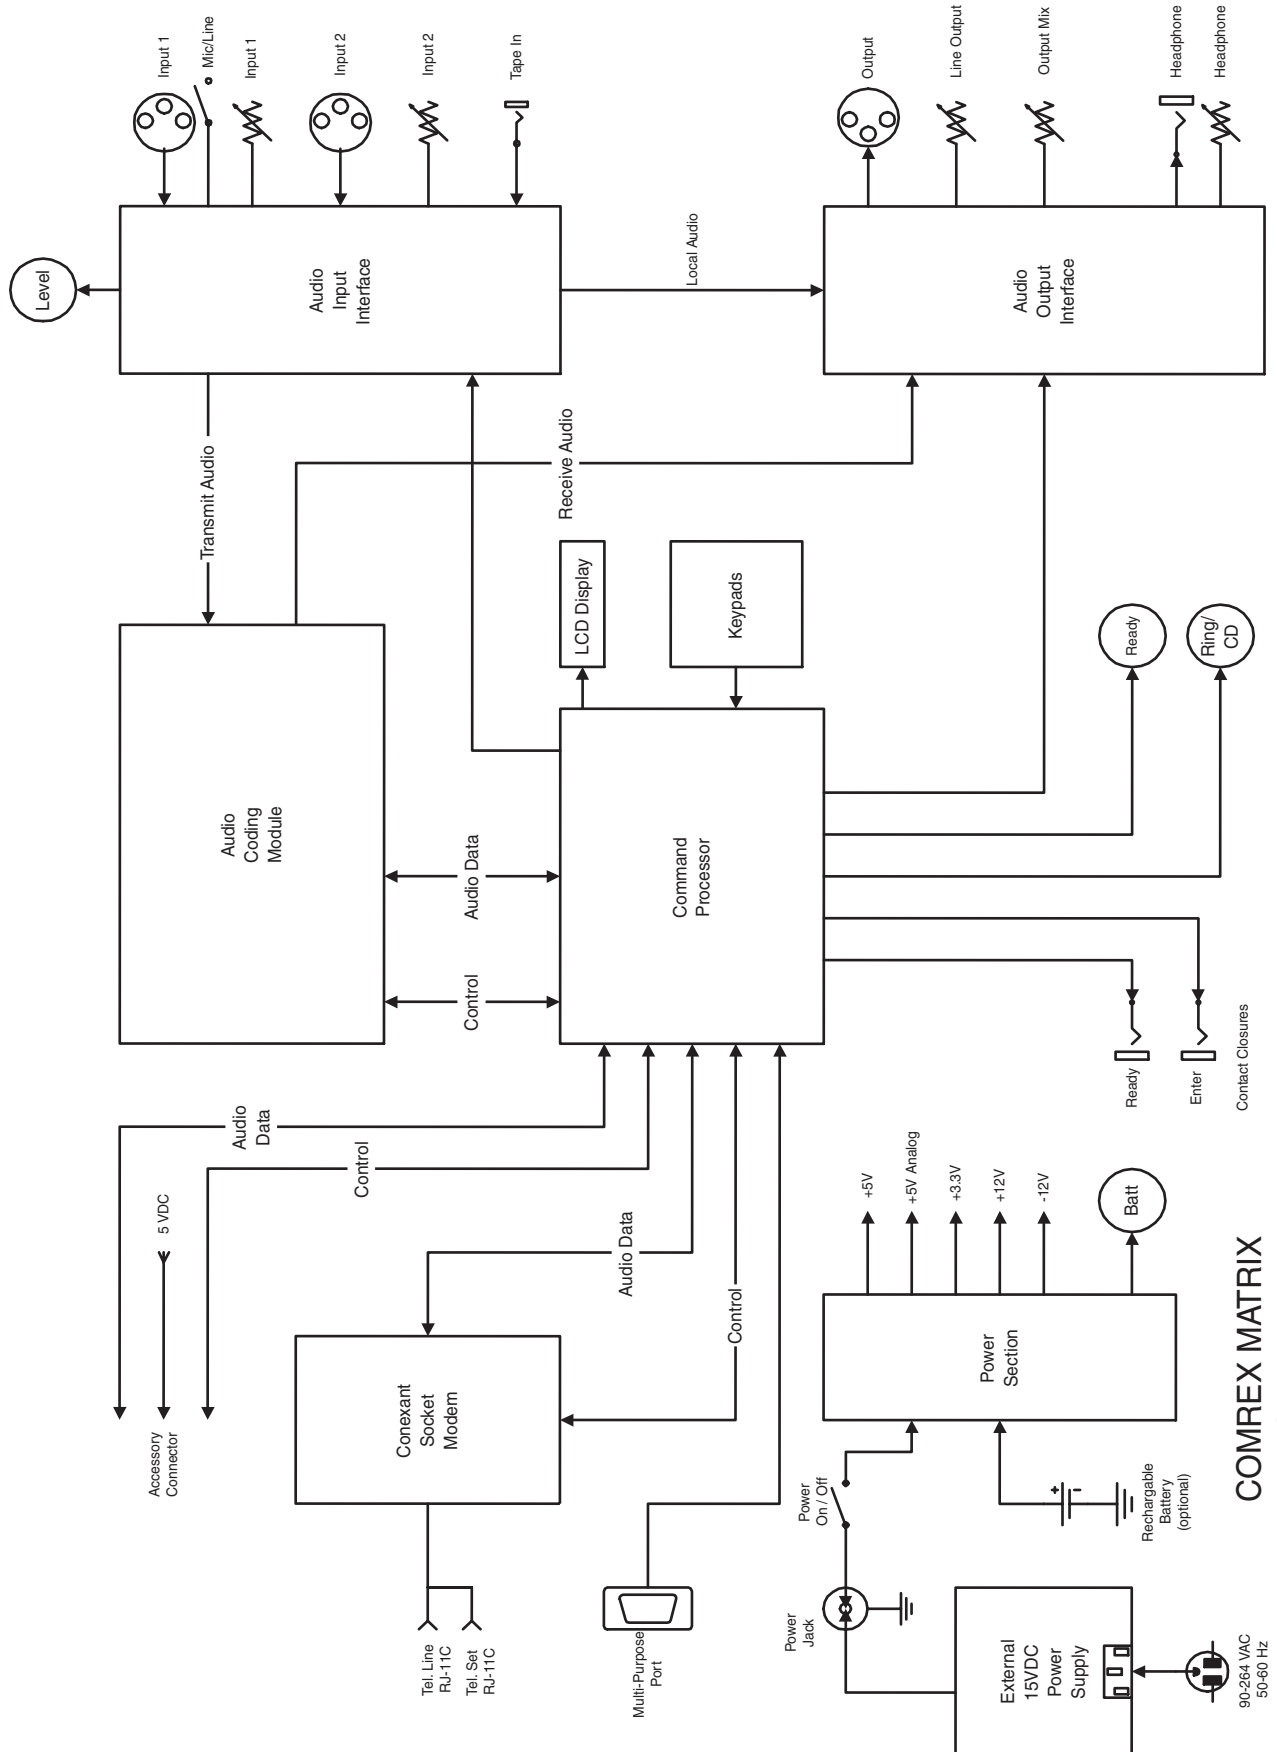 Level
Input 1
Mic/Line
Input 1
Input 2
Input 2
Tape In
Audio
Input
Interface
Local Audio
Output
Line Output
Output Mix
Headphone
Headphone
Audio
Output
Interface
Transmit Audio
Receive Audio
Audio
Coding
Module
LCD Display
Keypads
Ready
Ring/
CD
Command
Processor
Audio Data
Control
Ready
Enter
Contact Closures
Audio
Data
Control
5 VDC
Accessory
Connector
Audio Data
Control
Conexant
Socket
Modem
Tel. Line
RJ-11C
Tel. Set
RJ-11C
Multi-Purpose
Port
+5V
+5V Analog
+3.3V
+12V
-12V
Batt
Power
Section
Power
On / Off
Power
Jack
+
-
Rechargable
Battery
(optional)
External
15VDC
Power
Supply
90-264 VAC
50-60 Hz
COMREX MATRIX